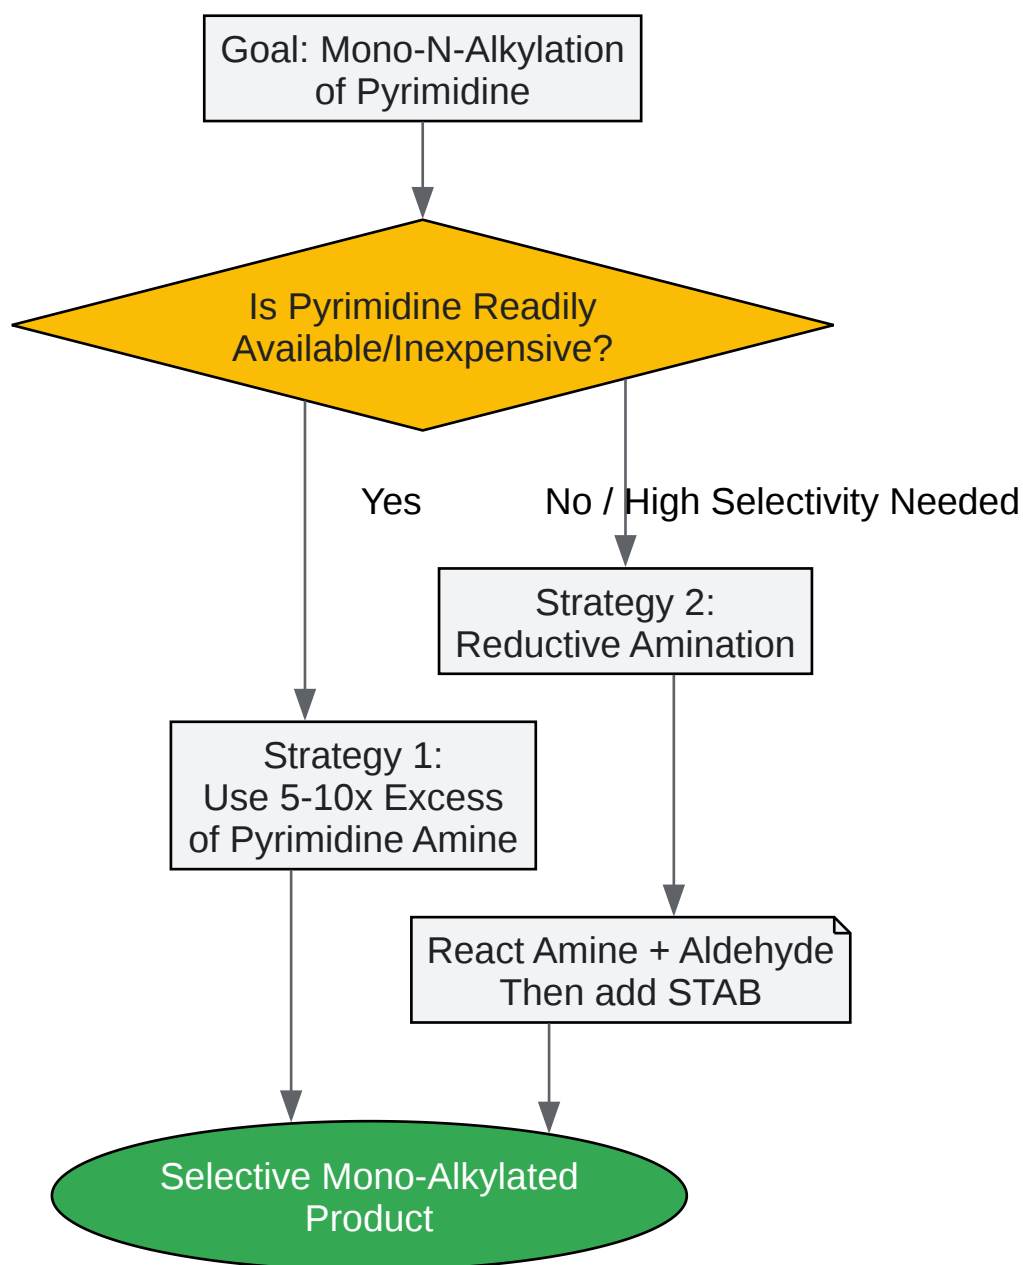 Goal: Mono-N-Alkylation
of Pyrimidine
Is Pyrimidine Readily
Available/Inexpensive?
Yes
No / High Selectivity Needed
Strategy 2:
Reductive Amination
Strategy 1:
Use 5-10x Excess
of Pyrimidine Amine
React Amine + Aldehyde
Then add STAB
Selective Mono-Alkylated
Product